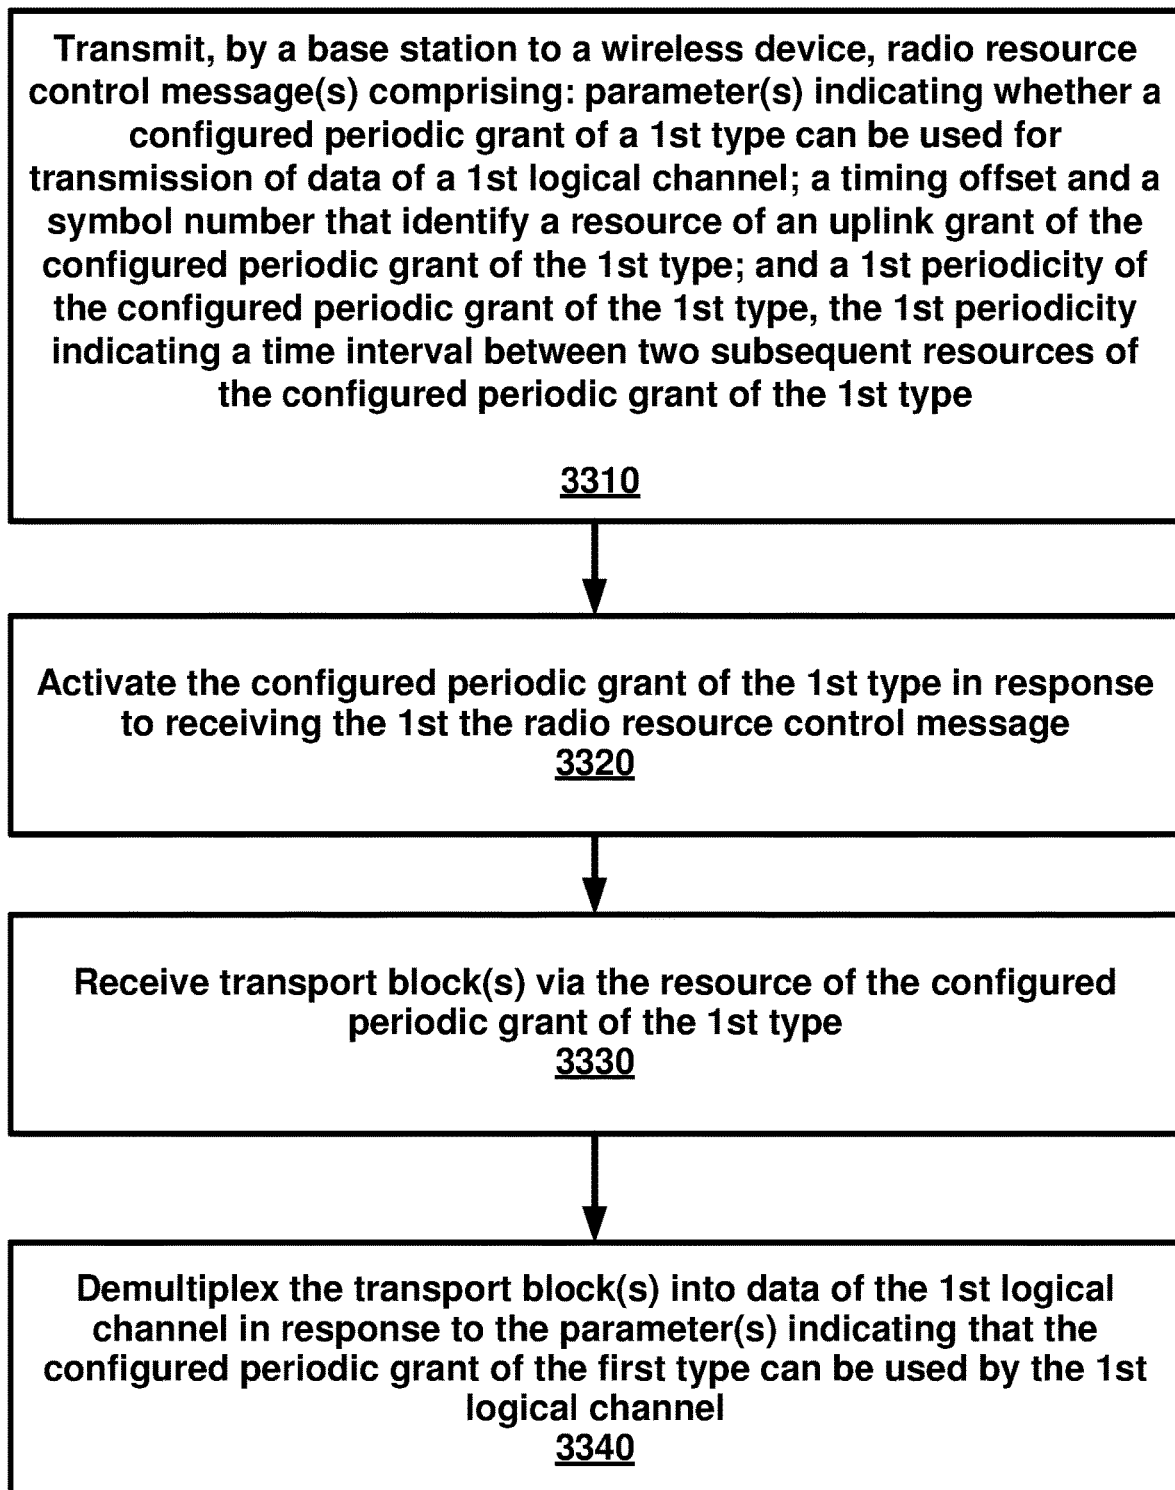 Transmit, by a base station to a wireless device, radio resource
control message(s) comprising: parameter(s) indicating whether a
configured periodic grant of a 1st type can be used for
transmission of data of a 1st logical channel; a timing offset and a
symbol number that identify a resource of an uplink grant of the
configured periodic grant of the 1st type; and a 1st periodicity of
the configured periodic grant of the 1st type, the 1st periodicity
indicating a time interval between two subsequent resources of
the configured periodic grant of the 1st type
3310
Activate the configured periodic grant of the 1st type in response
to receiving the 1st the radio resource control message
3320
Receive transport block(s) via the resource of the configured
periodic grant of the 1st type
3330
Demultiplex the transport block(s) into data of the 1st logical
channel in response to the parameter(s) indicating that the
configured periodic grant of the first type can be used by the 1st
logical channel
3340